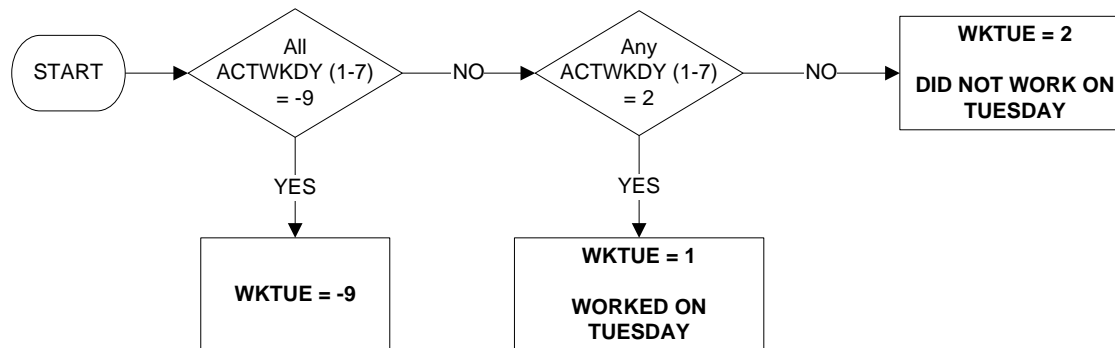 START
All
ACTWKDY (1-7)
= -9
NO
Any
ACTWKDY (1-7)
= 2
NO
WKTUE = 2
DID NOT WORK ON
TUESDAY
YES
YES
WKTUE = -9
WKTUE = 1
WORKED ON
TUESDAY